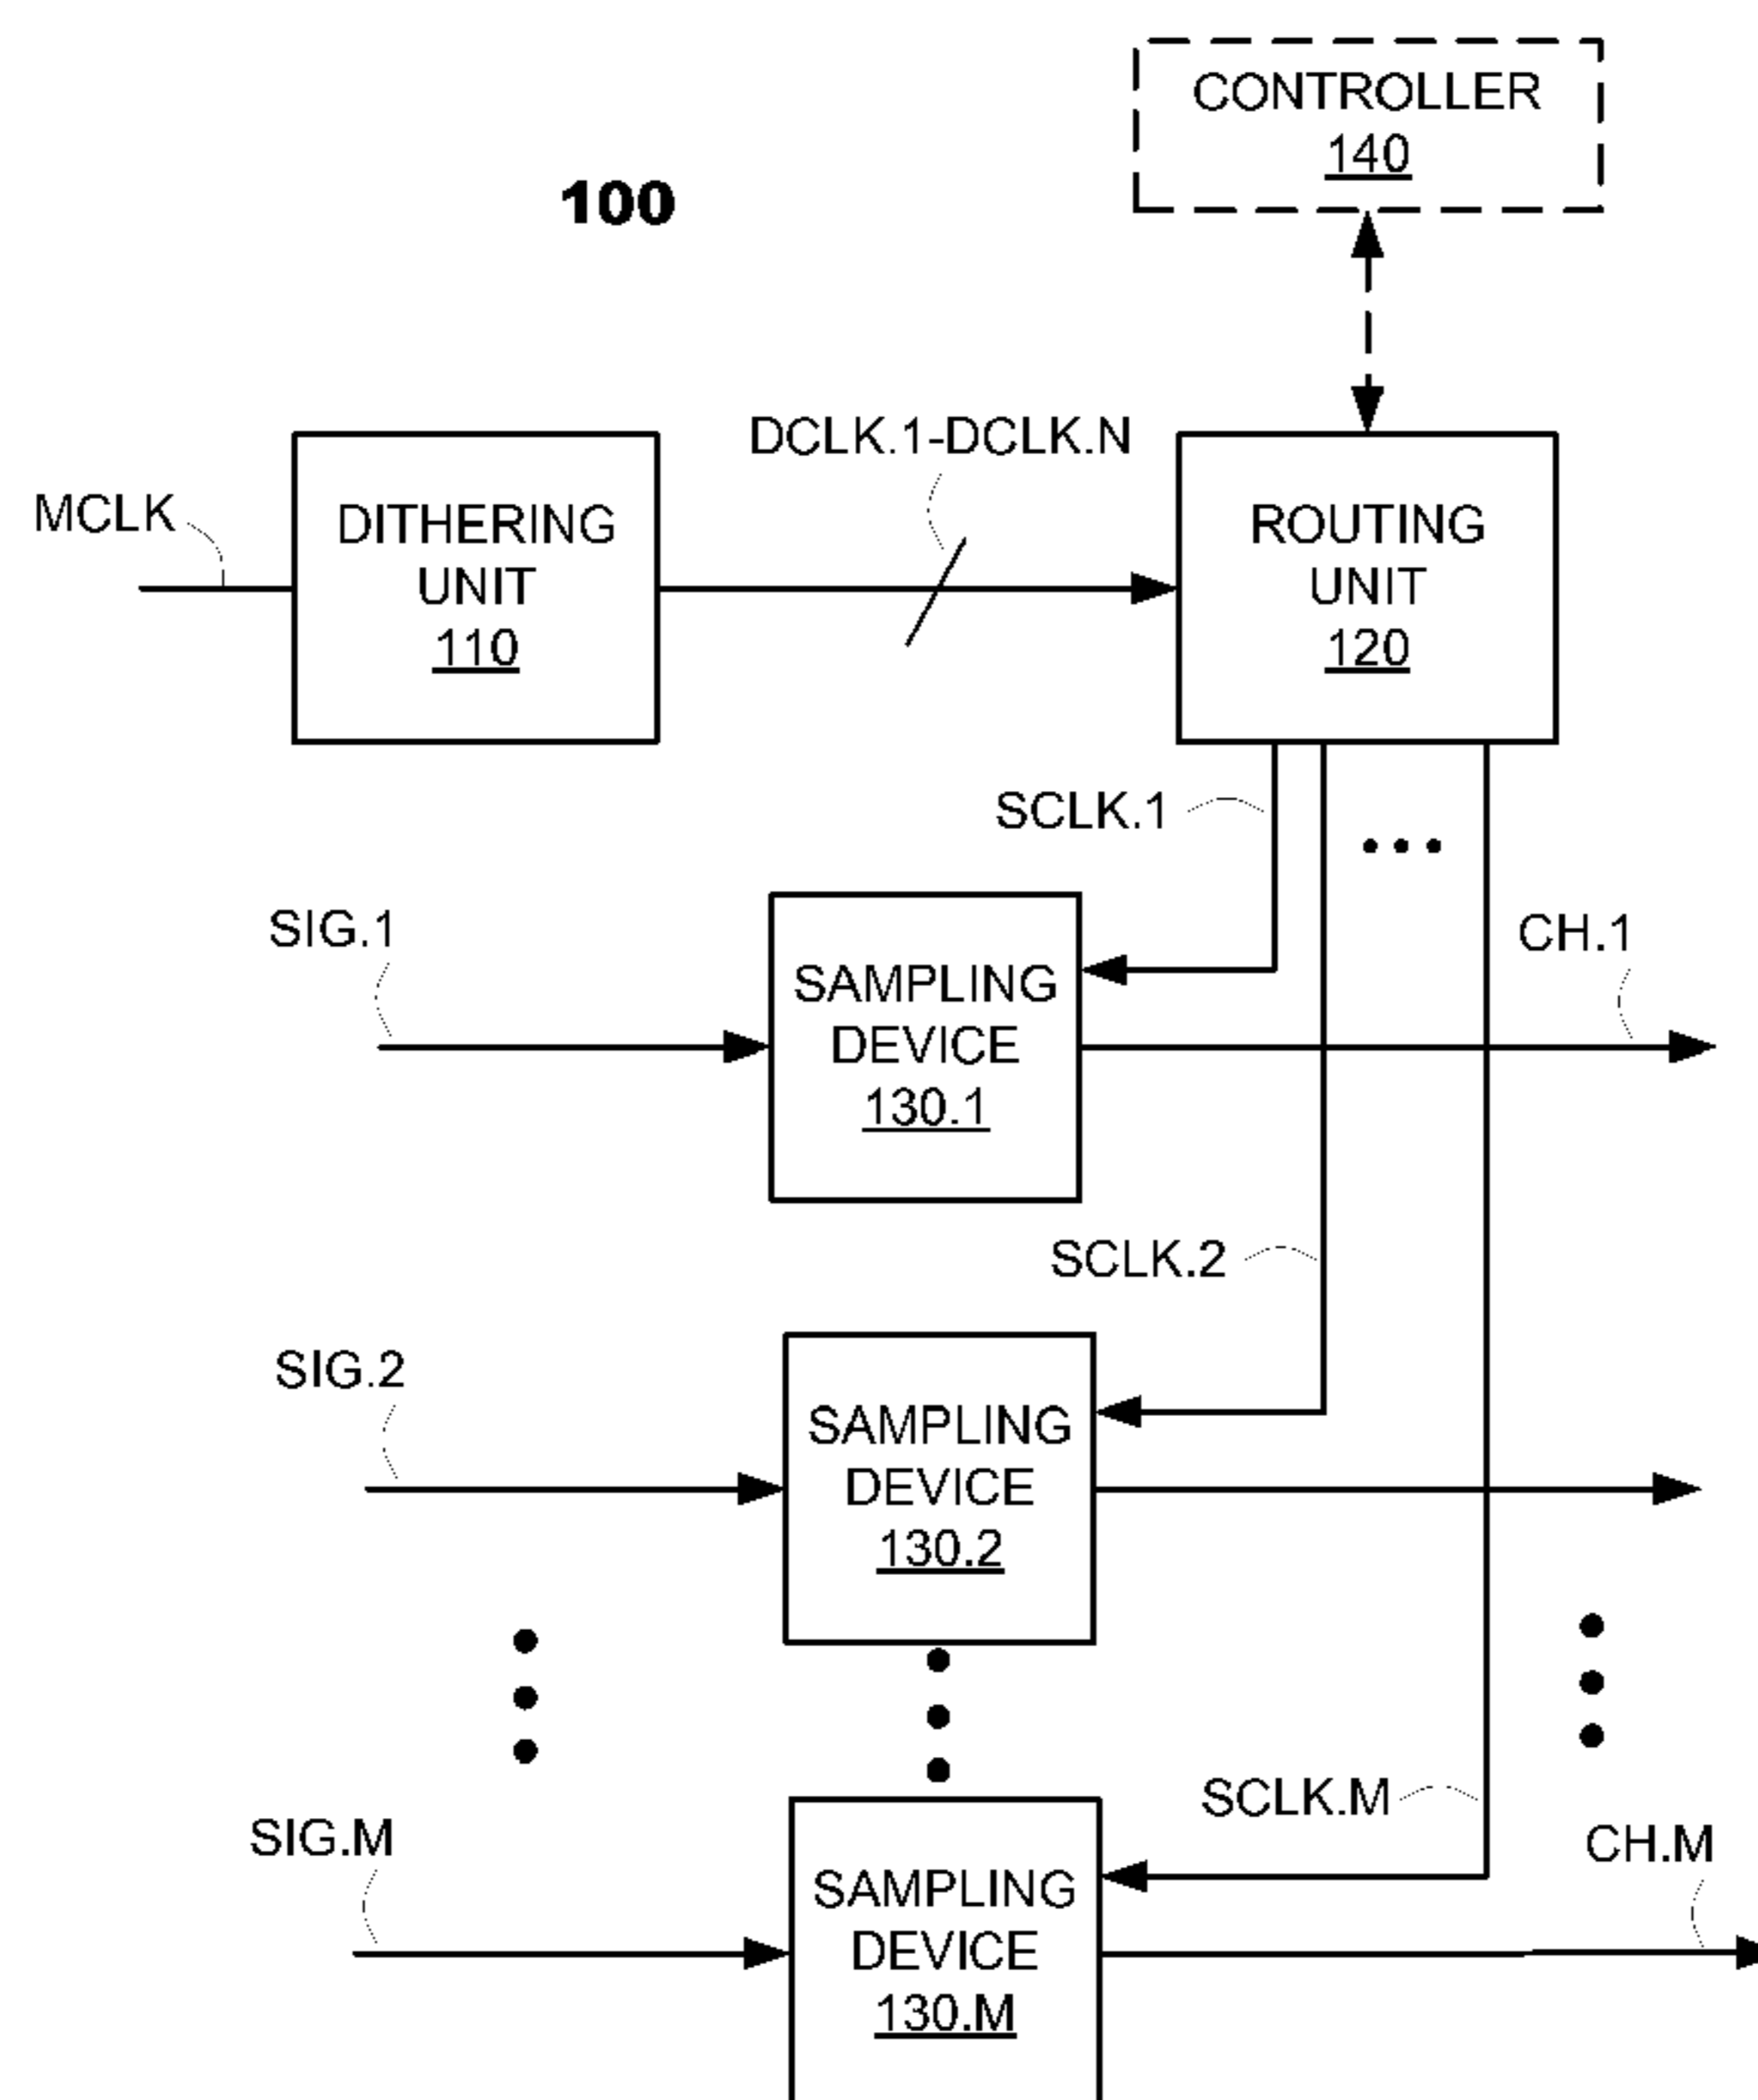 CONTROLLER
140
100
DCLK.1-DCLK.N
MCLK
DITHERING
UNIT
110
ROUTING
UNIT
120
SCLK.1
SIG.1
CH.1
SAMPLING
DEVICE
130.1
SCLK.2
SIG.2
SAMPLING
DEVICE
130.2
SCLK.M
SIG.M
CH.M
SAMPLING
DEVICE
130.M